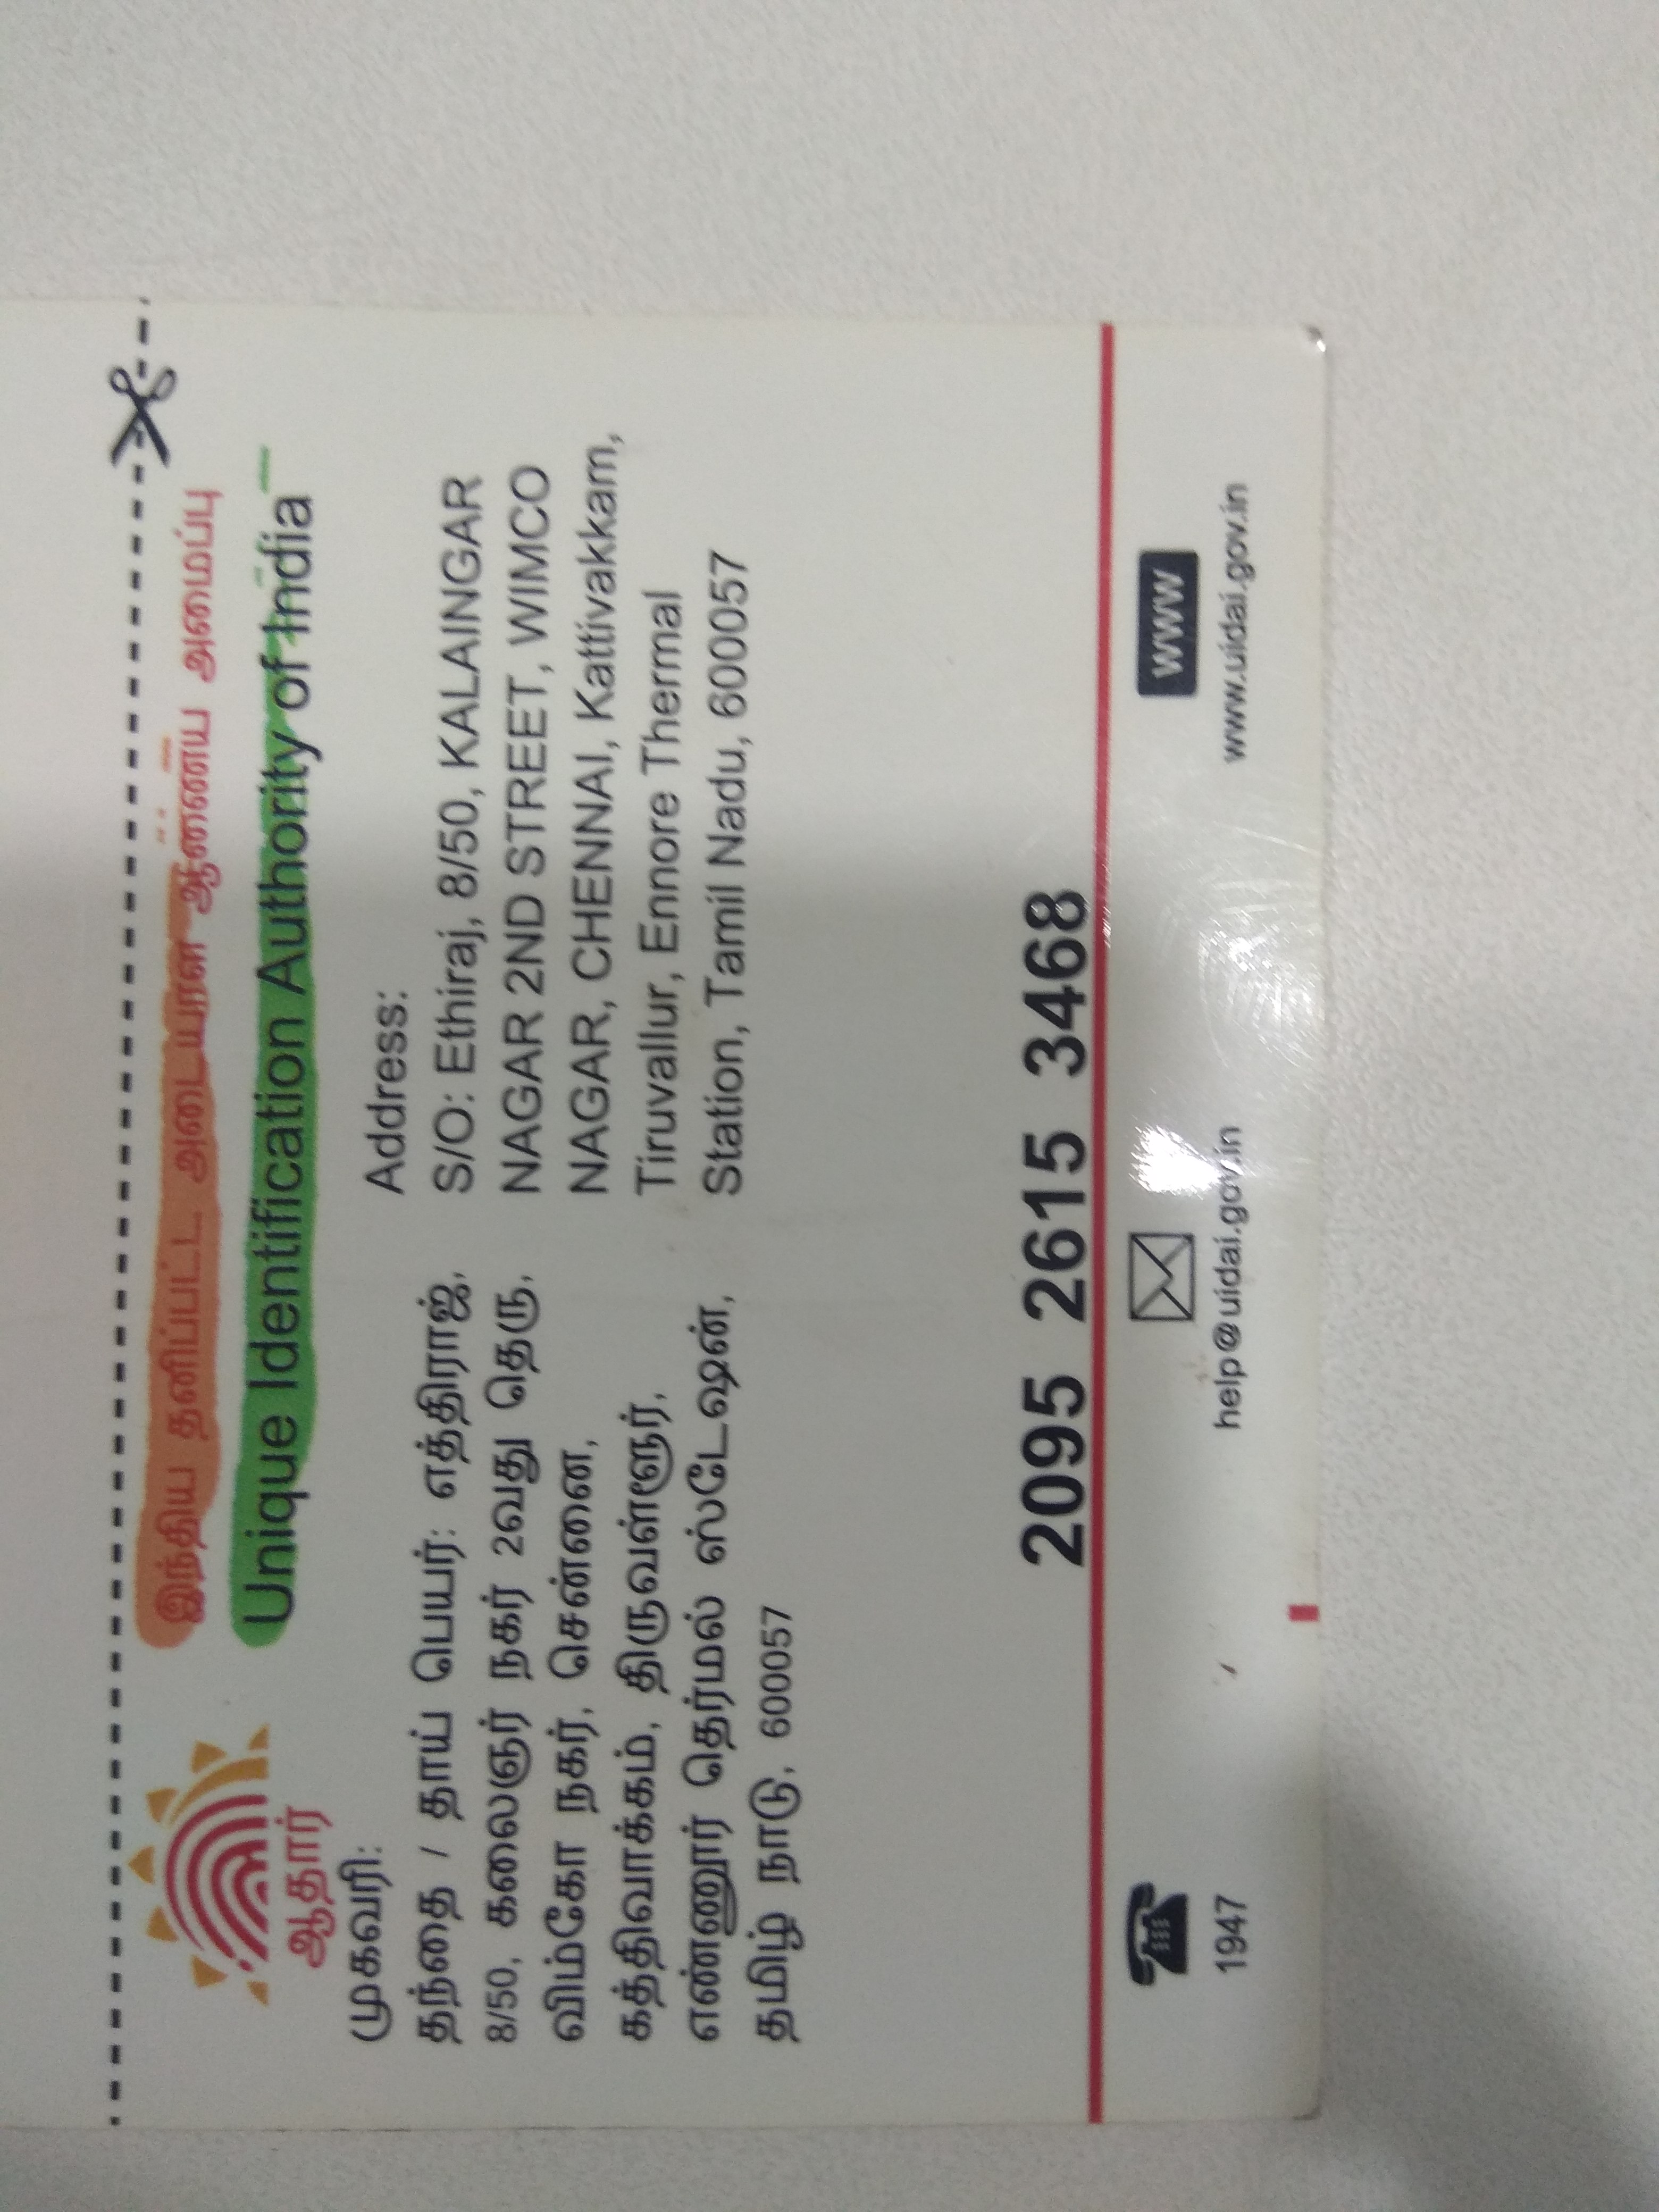 இந்திய தனிப்பட்ட அடையாள ஆணைய அமைப்பு
Unique Identification Authority of India
ஆதார்
முகவரி:
தந்தை / தாய் பெயர்: எத்திராஜ்,
8/50, கலைஞர் நகர் 2வது தெரு,
விம்கோ நகர், சென்னை,
கத்திவாக்கம், திருவள்ளூர்,
எண்ணூர் தெர்மல் ஸ்டேஷன்,
தமிழ் நாடு, 600057
Address:
S/O: Ethiraj, 8/50, KALAINGAR
NAGAR 2ND STREET, WIMCO
NAGAR, CHENNAI, Kattivakkam,
Tiruvallur, Ennore Thermal
Station, Tamil Nadu, 600057
2095 2615 3468
1947
help@uidai.gov.in
WWW
www.uidai.gov.in